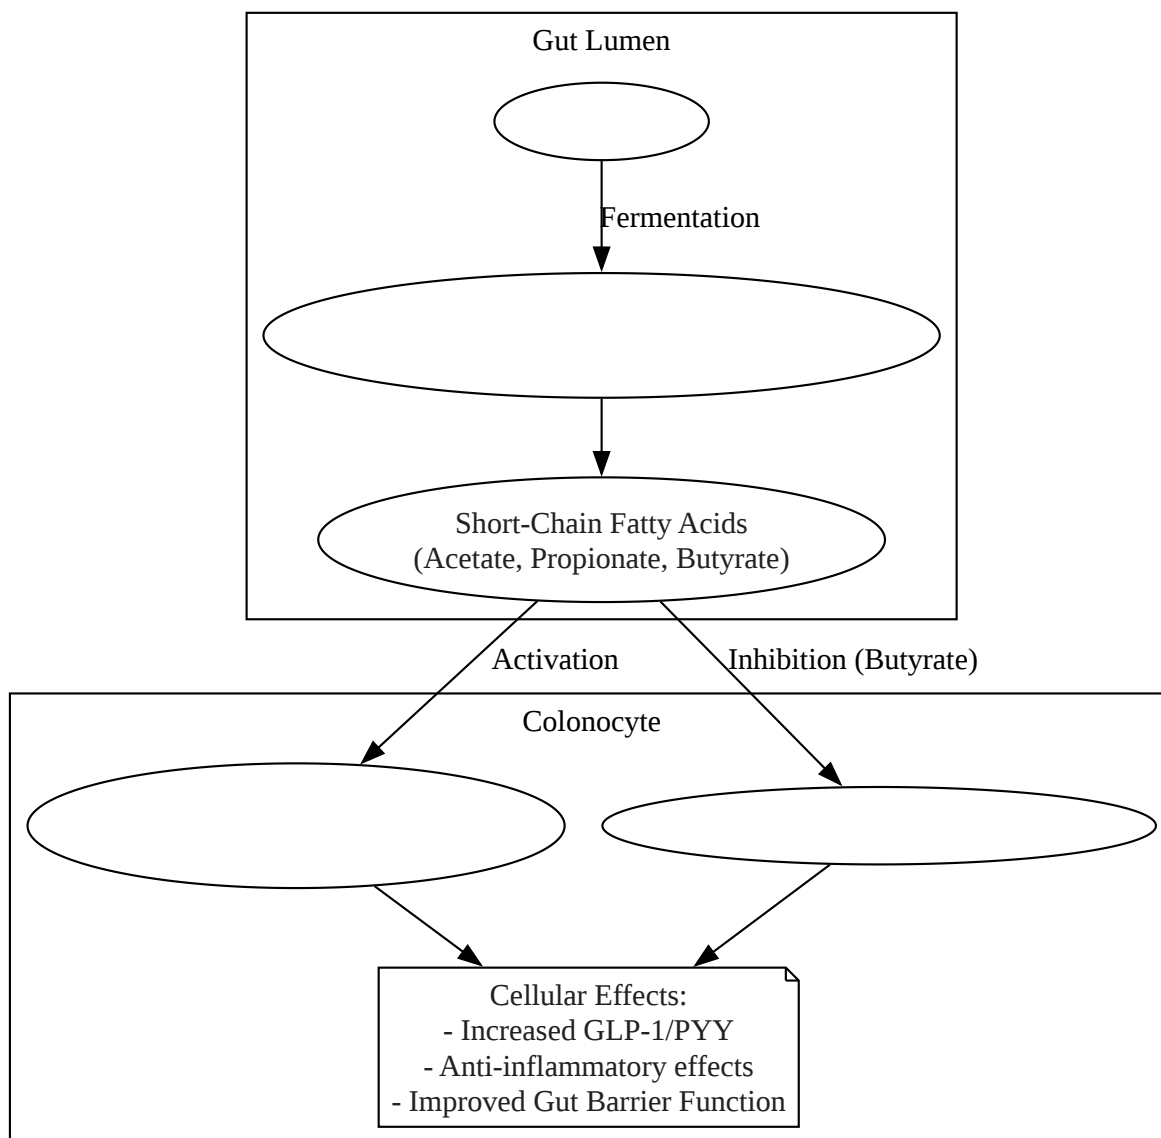 Gut Lumen
Fermentation
Short-Chain Fatty Acids
(Acetate, Propionate, Butyrate)
Activation
Inhibition (Butyrate)
Colonocyte
Cellular Effects:
- Increased GLP-1/PYY
- Anti-inflammatory effects
- Improved Gut Barrier Function